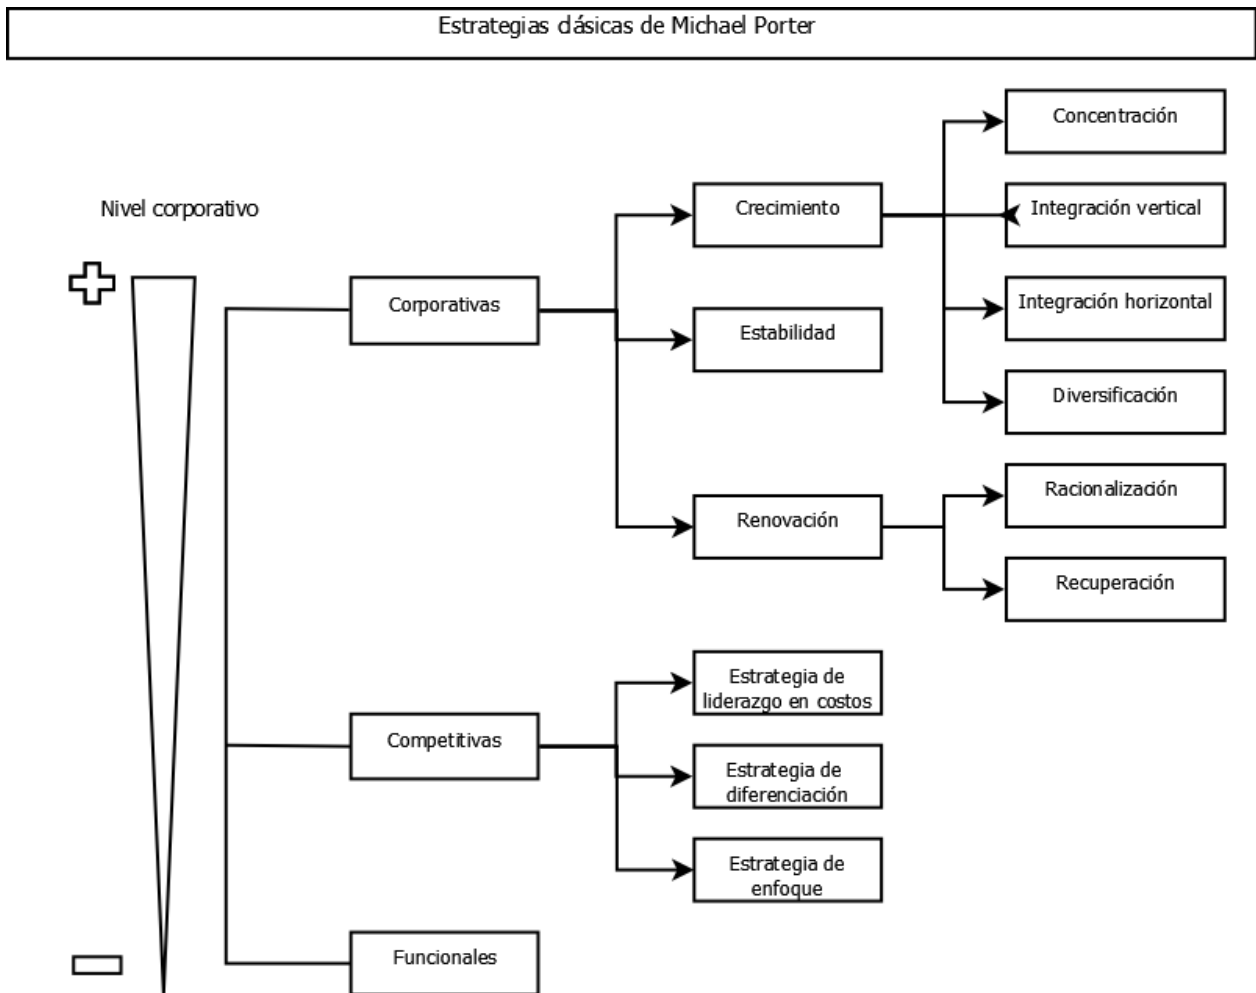 Estrategias clásicas de Michael Porter
Concentración
Nivel corporativo
Crecimiento
Integración vertical
Corporativas
Estabilidad
Integración horizontal
Diversificación
Renovación
Racionalización
Recuperación
Competitivas
Estrategia de
liderazgo en costos
Estrategia de
diferenciación
Estrategia de
enfoque
Funcionales